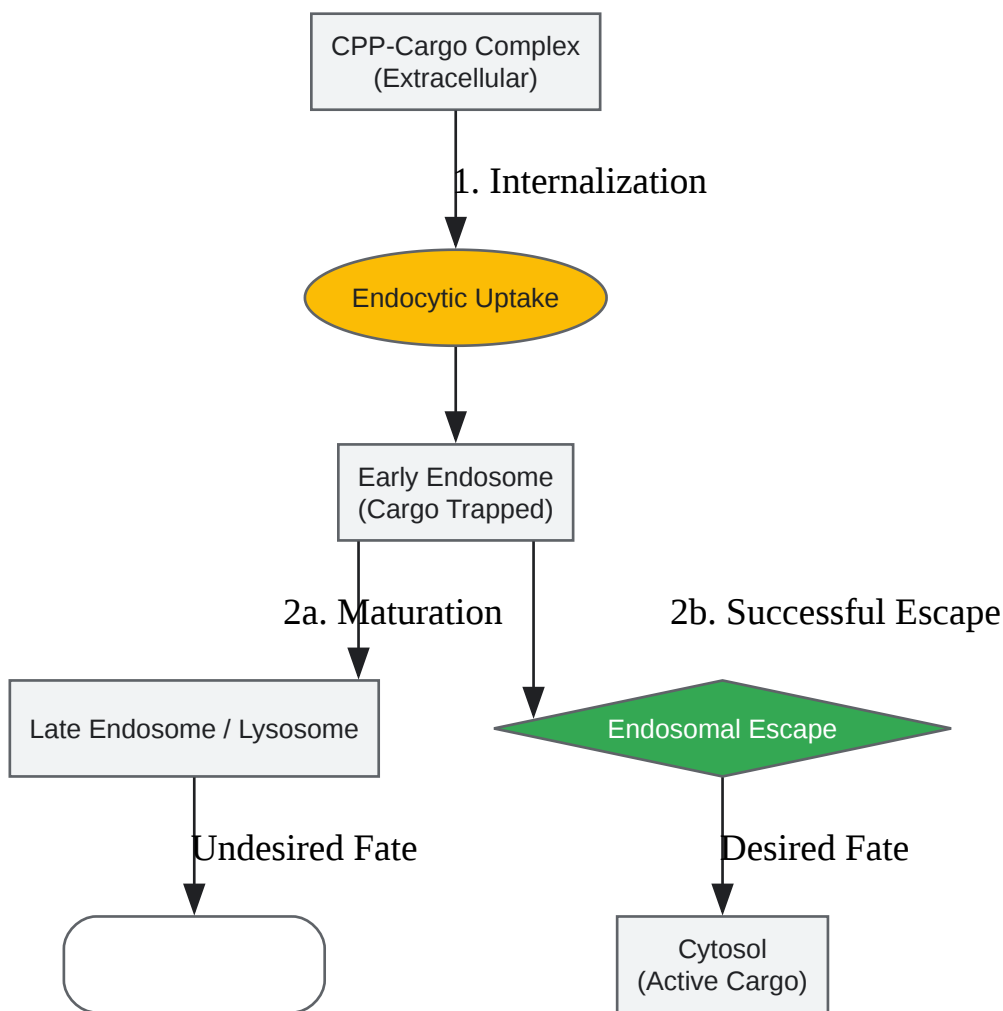 CPP-Cargo Complex
(Extracellular)
1. Internalization
Endocytic Uptake
Early Endosome
(Cargo Trapped)
2a. Maturation
2b. Successful Escape
Late Endosome / Lysosome
Endosomal Escape
Undesired Fate
Desired Fate
Cytosol
(Active Cargo)